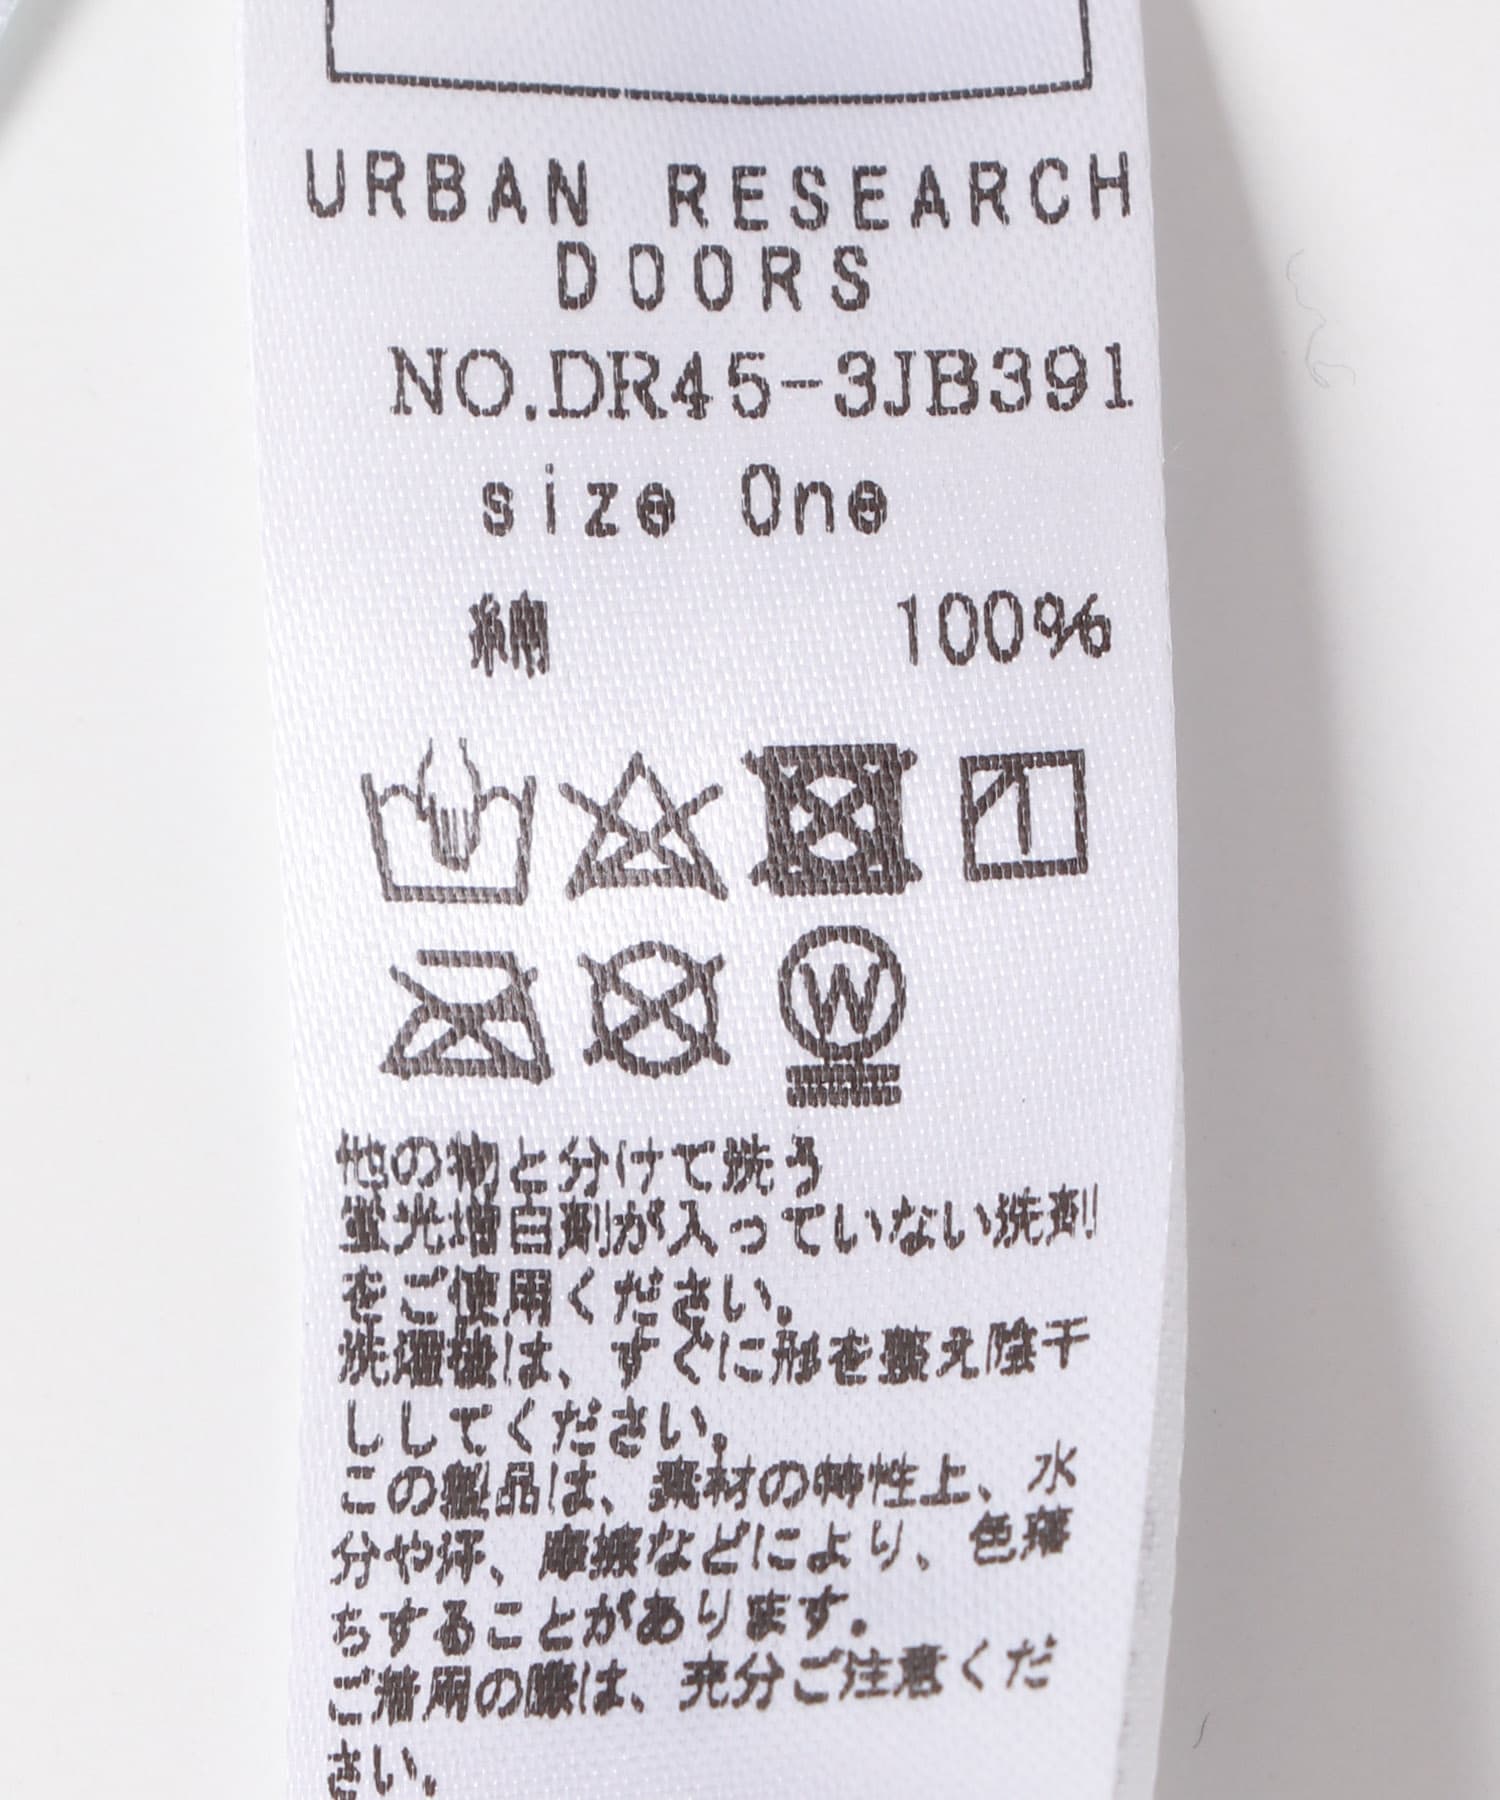 URBAN RESEARCH
DOORS
NO.DR45-3JB391
size One
綿 100%
W
他の物と分けて洗う
蛍光増白剤が入っていない洗剤
をご使用ください。
洗濯後は、すぐに形を整え陰干
ししてください。
この製品は、素材の特性上、水
分や汗、摩擦などにより、色落
ちすることがあります。
ご着用の際は、充分ご注意くだ
さい。